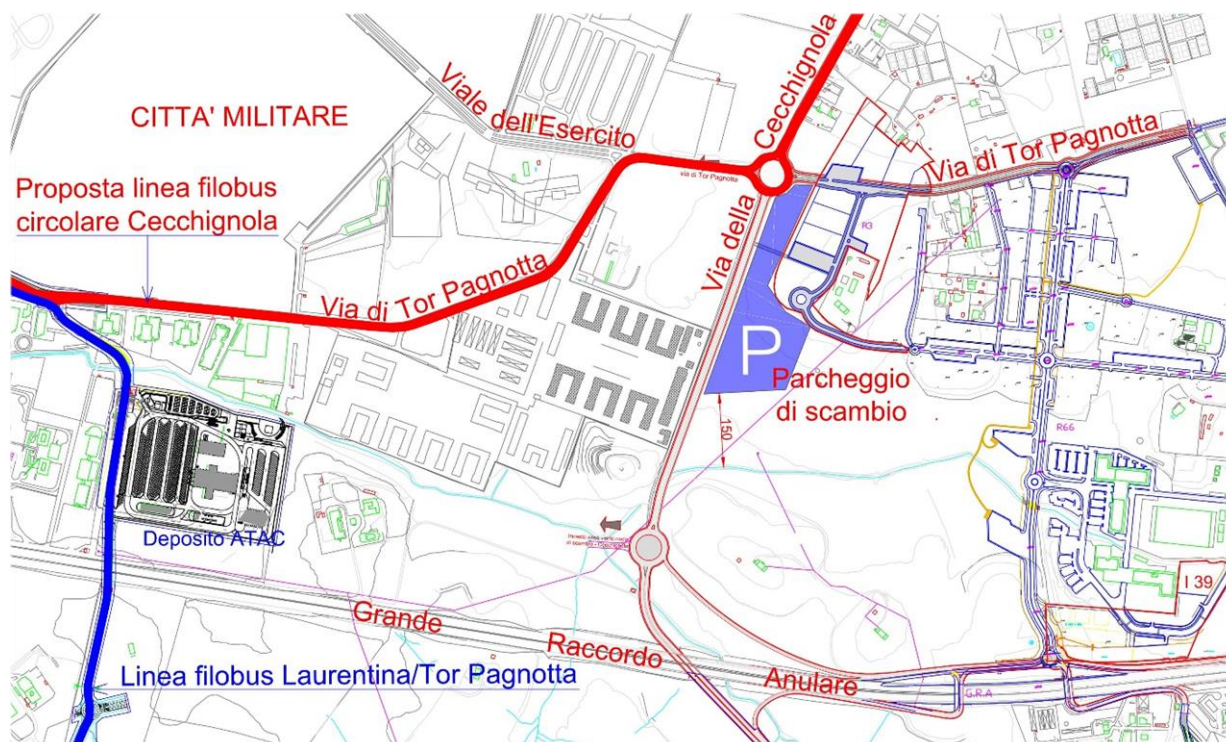 CITTA' MILITARE
Viale
dell'Esercito
Via della
Cecchignola
Via di Tor Pagnotta
via di Tor Pagnotta
Proposta linea filobus
circolare Cecchignola
Via di Tor Pagnotta
R3
P
Parcheggio
di scambio
150
R66
Deposito ATAC
I 39
Grande
Raccordo
Anulare
G.R.A
Linea filobus Laurentina/Tor Pagnotta